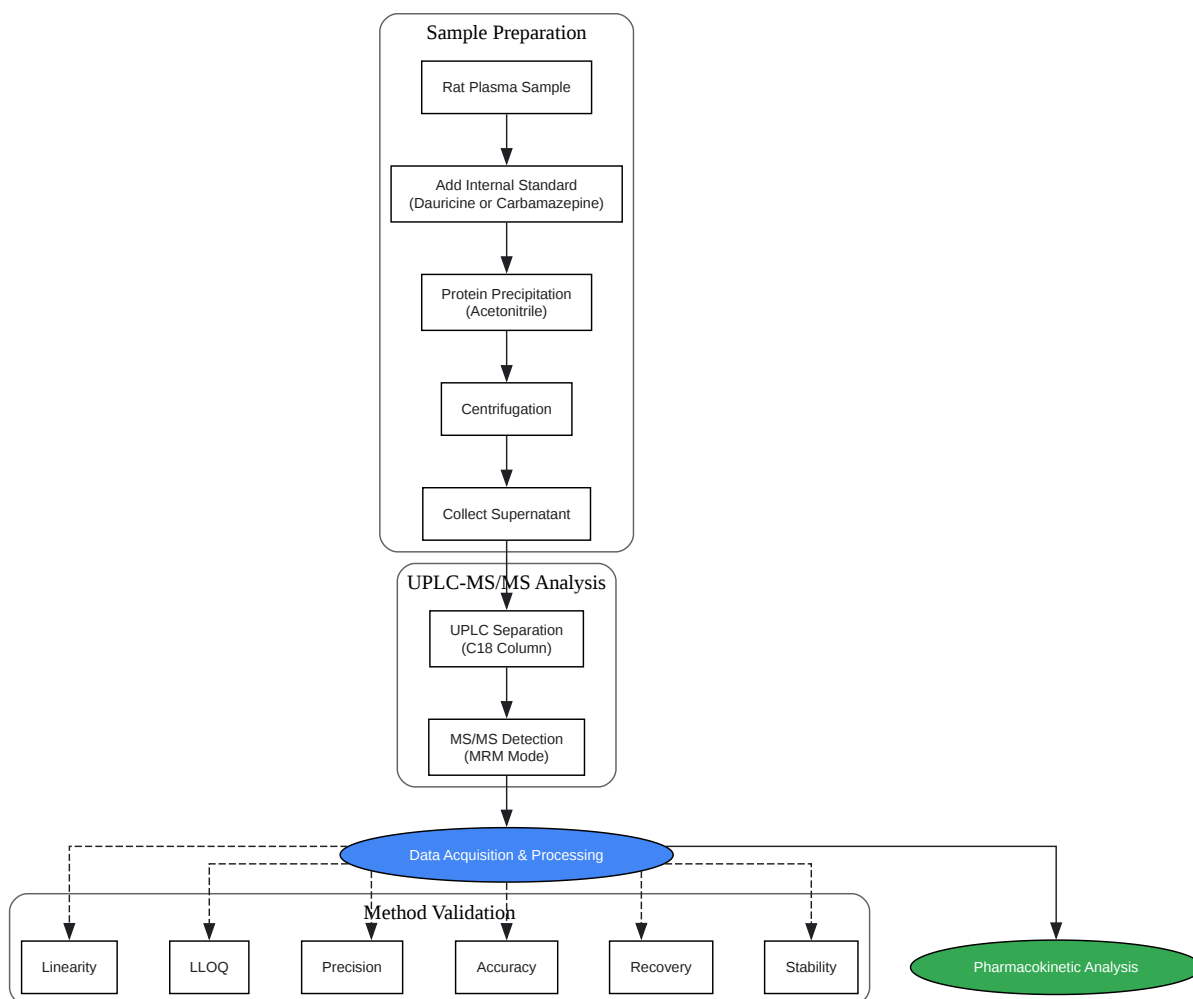 Sample Preparation
Rat Plasma Sample
Add Internal Standard
(Dauricine or Carbamazepine)
Protein Precipitation
(Acetonitrile)
Centrifugation
Collect Supernatant
UPLC-MS/MS Analysis
UPLC Separation
(C18 Column)
MS/MS Detection
(MRM Mode)
Data Acquisition & Processing
Method Validation
Linearity
LLOQ
Precision
Accuracy
Recovery
Stability
Pharmacokinetic Analysis